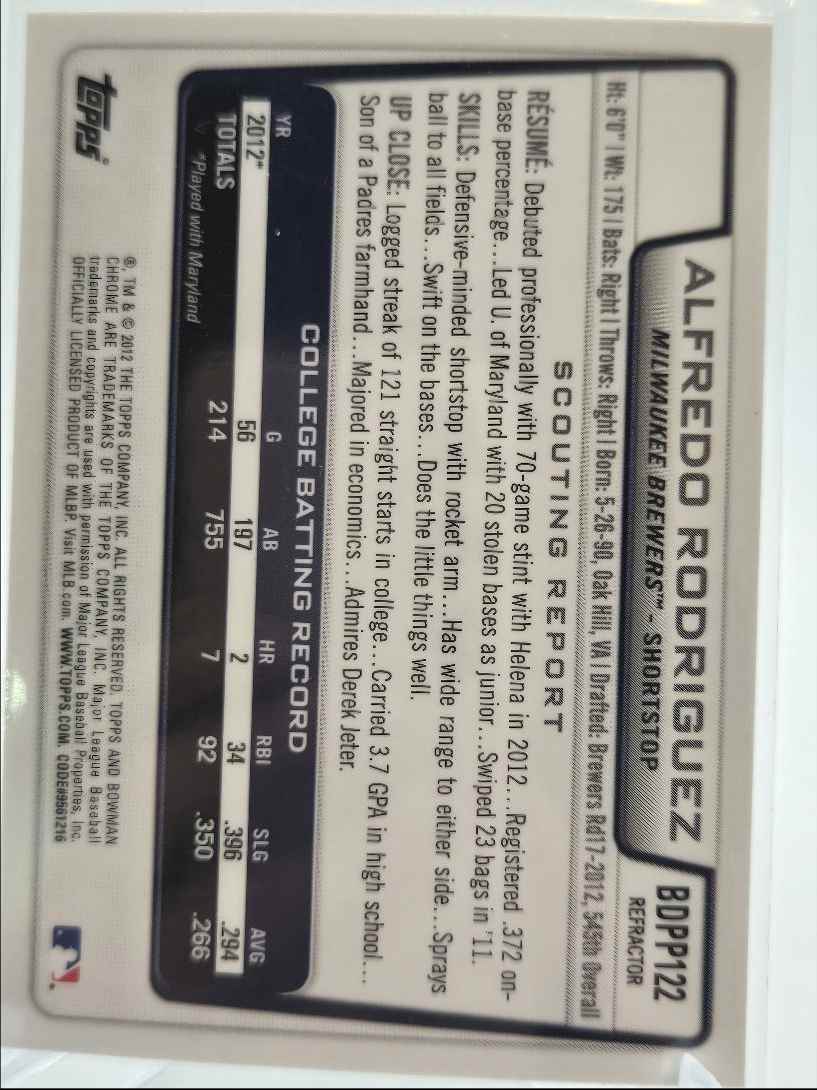 ALFREDO RODRIGUEZ
MILWAUKEE BREWERS™ - SHORTSTOP
BDPP122
REFRACTOR
Ht: 6'0" | Wt: 175 | Bats: Right | Throws: Right | Born: 5-26-90, Oak Hill, VA | Drafted: Brewers Rd17-2012, 545th Overall
SCOUTING REPORT
RÉSUMÉ: Debuted professionally with 70-game stint with Helena in 2012...Registered .372 on-
base percentage...Led U. of Maryland with 20 stolen bases as junior...Swiped 23 bags in '11.
SKILLS: Defensive-minded shortstop with rocket arm...Has wide range to either side...Sprays
ball to all fields...Swift on the bases...Does the little things well.
UP CLOSE: Logged streak of 121 straight starts in college...Carried 3.7 GPA in high school...
Son of a Padres farmhand...Majored in economics...Admires Derek Jeter.
COLLEGE BATTING RECORD
YR G AB HR RBI SLG AVG
2012* 56 197 2 34 .396 .294
TOTALS 214 755 7 92 .350 .266
*Played with Maryland
topps®
®, TM & © 2012 THE TOPPS COMPANY, INC. ALL RIGHTS RESERVED. TOPPS AND BOWMAN
CHROME ARE TRADEMARKS OF THE TOPPS COMPANY, INC. Major League Baseball
trademarks and copyrights are used with permission of Major League Baseball Properties, Inc.
OFFICIALLY LICENSED PRODUCT OF MLBP. Visit MLB.com. WWW.TOPPS.COM. CODE#9561216